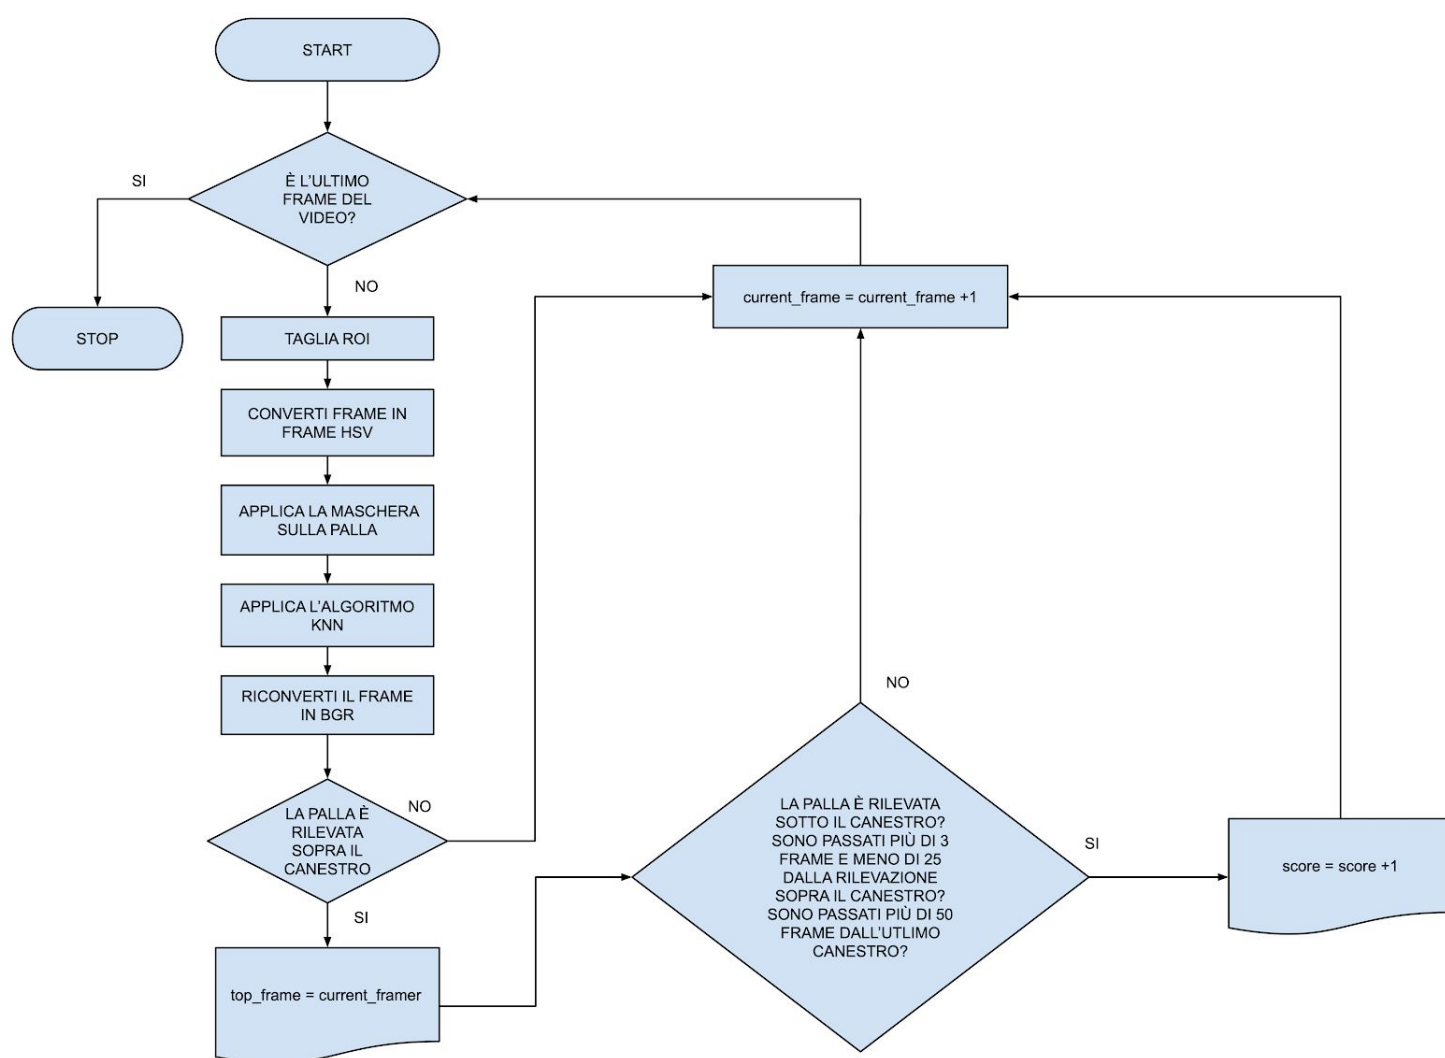 START
È L'ULTIMO
FRAME DEL
VIDEO?
SI
NO
STOP
TAGLIA ROI
CONVERTI FRAME IN
FRAME HSV
APPLICA LA MASCHERA
SULLA PALLA
APPLICA L'ALGORITMO
KNN
RICONVERTI IL FRAME
IN BGR
LA PALLA È
RILEVATA
SOPRA IL
CANESTRO
NO
SI
top_frame = current_framer
current_frame = current_frame +1
NO
LA PALLA È RILEVATA
SOTTO IL CANESTRO?
SONO PASSATI PIÙ DI 3
FRAME E MENO DI 25
DALLA RILEVAZIONE
SOPRA IL CANESTRO?
SONO PASSATI PIÙ DI 50
FRAME DALL'UTLIMO
CANESTRO?
SI
score = score +1